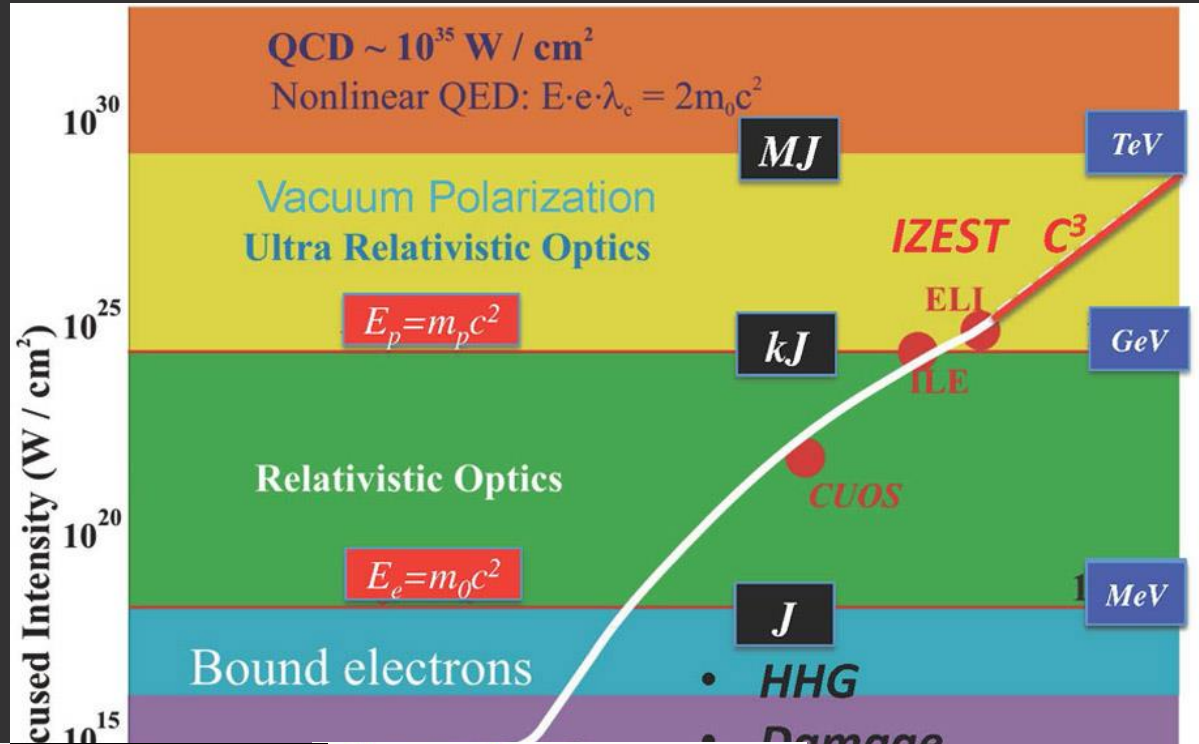 QCD ~ 10³⁵ W / cm²
Nonlinear QED: E·e·λc = 2m₀c²
10³⁰
MJ
TeV
Vacuum Polarization
Ultra Relativistic Optics
IZEST C³
ELI
10²⁵
Eₚ=mₚc²
kJ
GeV
ILE
Relativistic Optics
CUOS
10²⁰
Eₑ=m₀c²
J
1
MeV
Bound electrons
• HHG
10¹⁵
• Damage
cused Intensity (W / cm²)